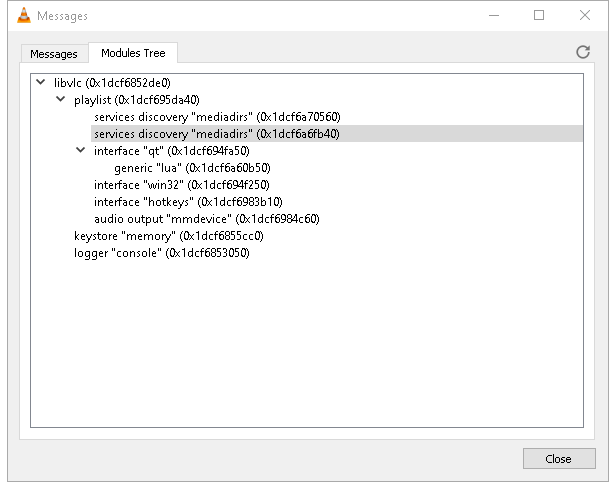 Messages
Messages
Modules Tree
libvlc (0x1dcf6852de0)
playlist (0x1dcf695da40)
services discovery "mediadirs" (0x1dcf6a70560)
services discovery "mediadirs" (0x1dcf6a6fb40)
interface "qt" (0x1dcf694fa50)
generic "lua" (0x1dcf6a60b50)
interface "win32" (0x1dcf694f250)
interface "hotkeys" (0x1dcf6983b10)
audio output "mmdevice" (0x1dcf6984c60)
keystore "memory" (0x1dcf6855cc0)
logger "console" (0x1dcf6853050)
Close